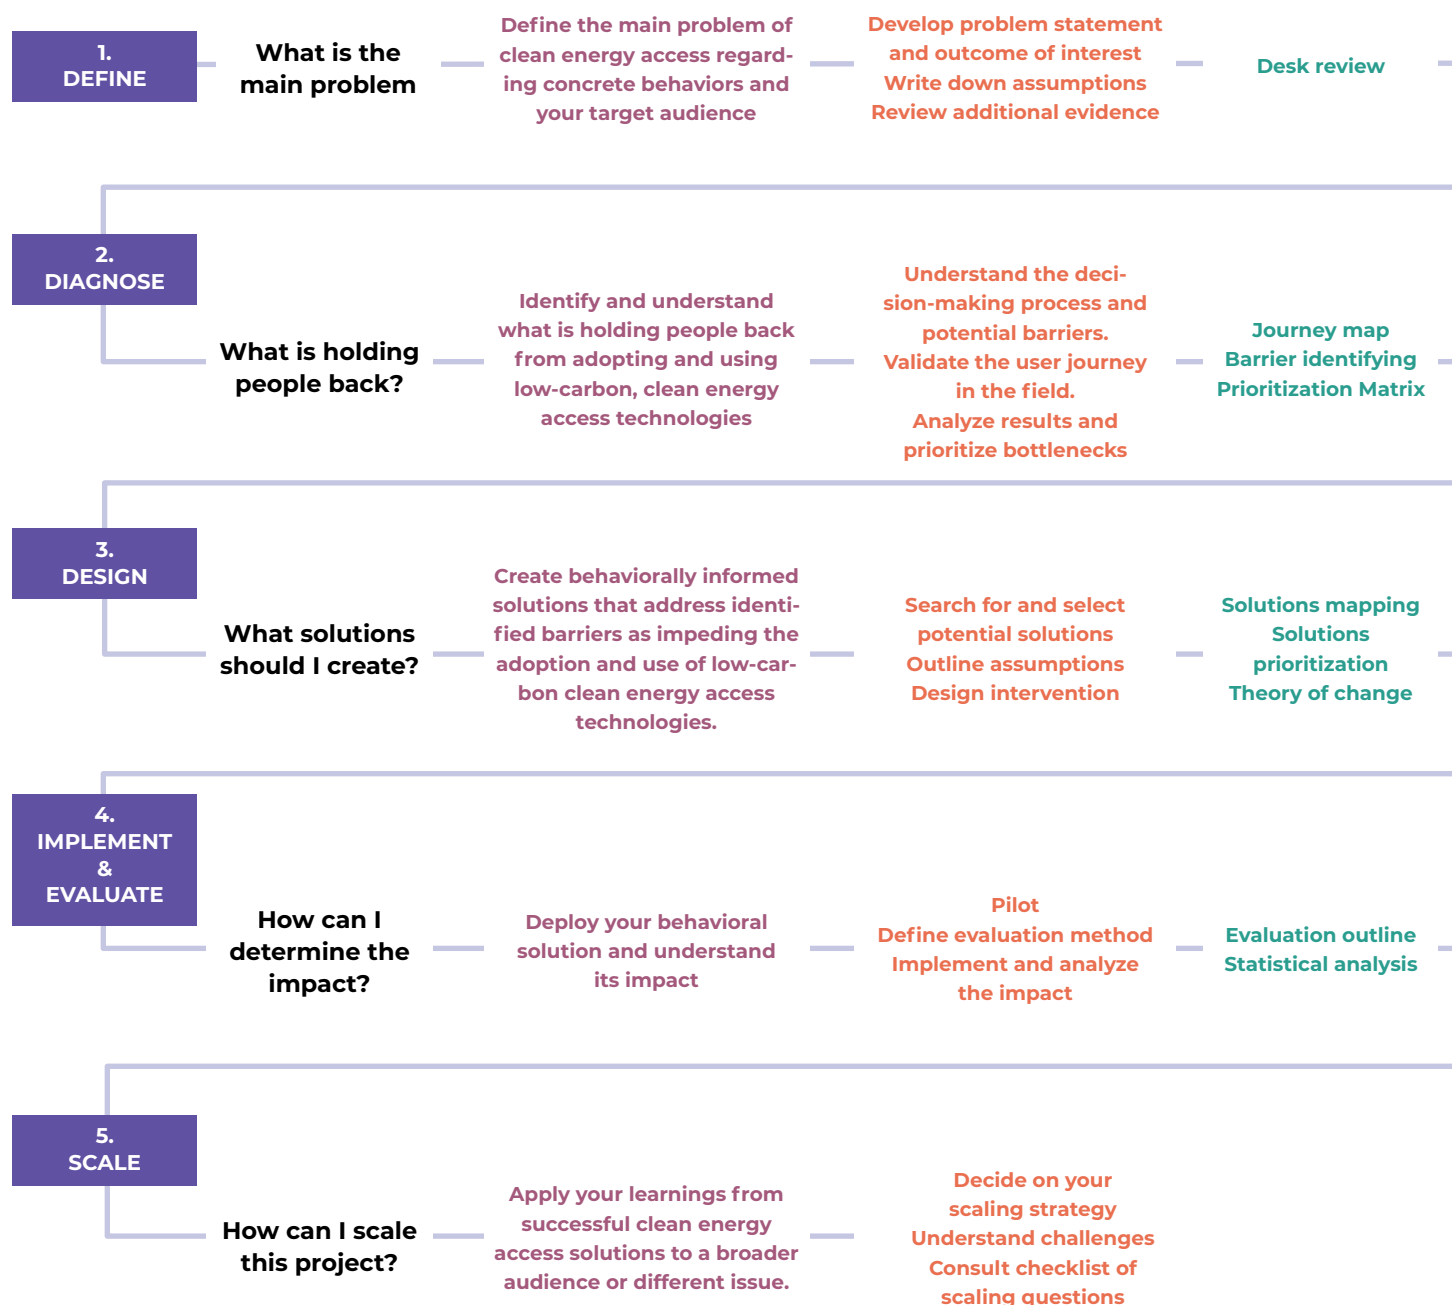 1.
DEFINE
What is the
main problem
Define the main problem of
clean energy access regard-
ing concrete behaviors and
your target audience
Develop problem statement
and outcome of interest
Write down assumptions
Review additional evidence
Desk review
2.
DIAGNOSE
What is holding
people back?
Identify and understand
what is holding people back
from adopting and using
low-carbon, clean energy
access technologies
Understand the deci-
sion-making process and
potential barriers.
Validate the user journey
in the field.
Analyze results and
prioritize bottlenecks
Journey map
Barrier identifying
Prioritization Matrix
3.
DESIGN
What solutions
should I create?
Create behaviorally informed
solutions that address identi-
fied barriers as impeding the
adoption and use of low-car-
bon clean energy access
technologies.
Search for and select
potential solutions
Outline assumptions
Design intervention
Solutions mapping
Solutions
prioritization
Theory of change
4.
IMPLEMENT
&
EVALUATE
How can I
determine the
impact?
Deploy your behavioral
solution and understand
its impact
Pilot
Define evaluation method
Implement and analyze
the impact
Evaluation outline
Statistical analysis
5.
SCALE
How can I scale
this project?
Apply your learnings from
successful clean energy
access solutions to a broader
audience or different issue.
Decide on your
scaling strategy
Understand challenges
Consult checklist of
scaling questions